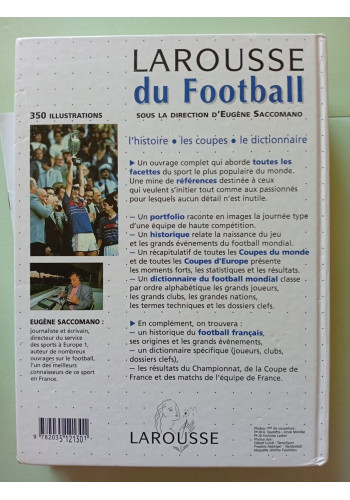 LAROUSSE
du Football
SOUS LA DIRECTION D'EUGÈNE SACCOMANO
350 ILLUSTRATIONS
l'histoire • les coupes • le dictionnaire
▶ Un ouvrage complet qui aborde toutes les
facettes du sport le plus populaire du monde.
Une mine de références destinée à ceux
qui veulent s'initier tout comme aux passionnés
pour lesquels aucun détail n'est inutile.
— Un portfolio raconte en images la journée type
d'une équipe de haute compétition.
— Un historique relate la naissance du jeu
et les grands événements du football mondial.
— Un récapitulatif de toutes les Coupes du monde
et de toutes les Coupes d'Europe présente
les moments forts, les statistiques et les résultats.
— Un dictionnaire du football mondial classe
par ordre alphabétique les grands joueurs,
les grands clubs, les grandes nations,
les termes techniques et les dossiers clefs.
▶ En complément, on trouvera :
— un historique du football français,
ses origines et les grands événements,
— un dictionnaire spécifique (joueurs, clubs,
dossiers clefs),
— les résultats du Championnat, de la Coupe de
France et des matchs de l'équipe de France.
EUGÈNE SACCOMANO :
journaliste et écrivain,
directeur du service
des sports à Europe 1,
auteur de nombreux
ouvrages sur le football,
l'un des meilleurs
connaisseurs de ce sport
en France.
9 782035 121301
LAROUSSE